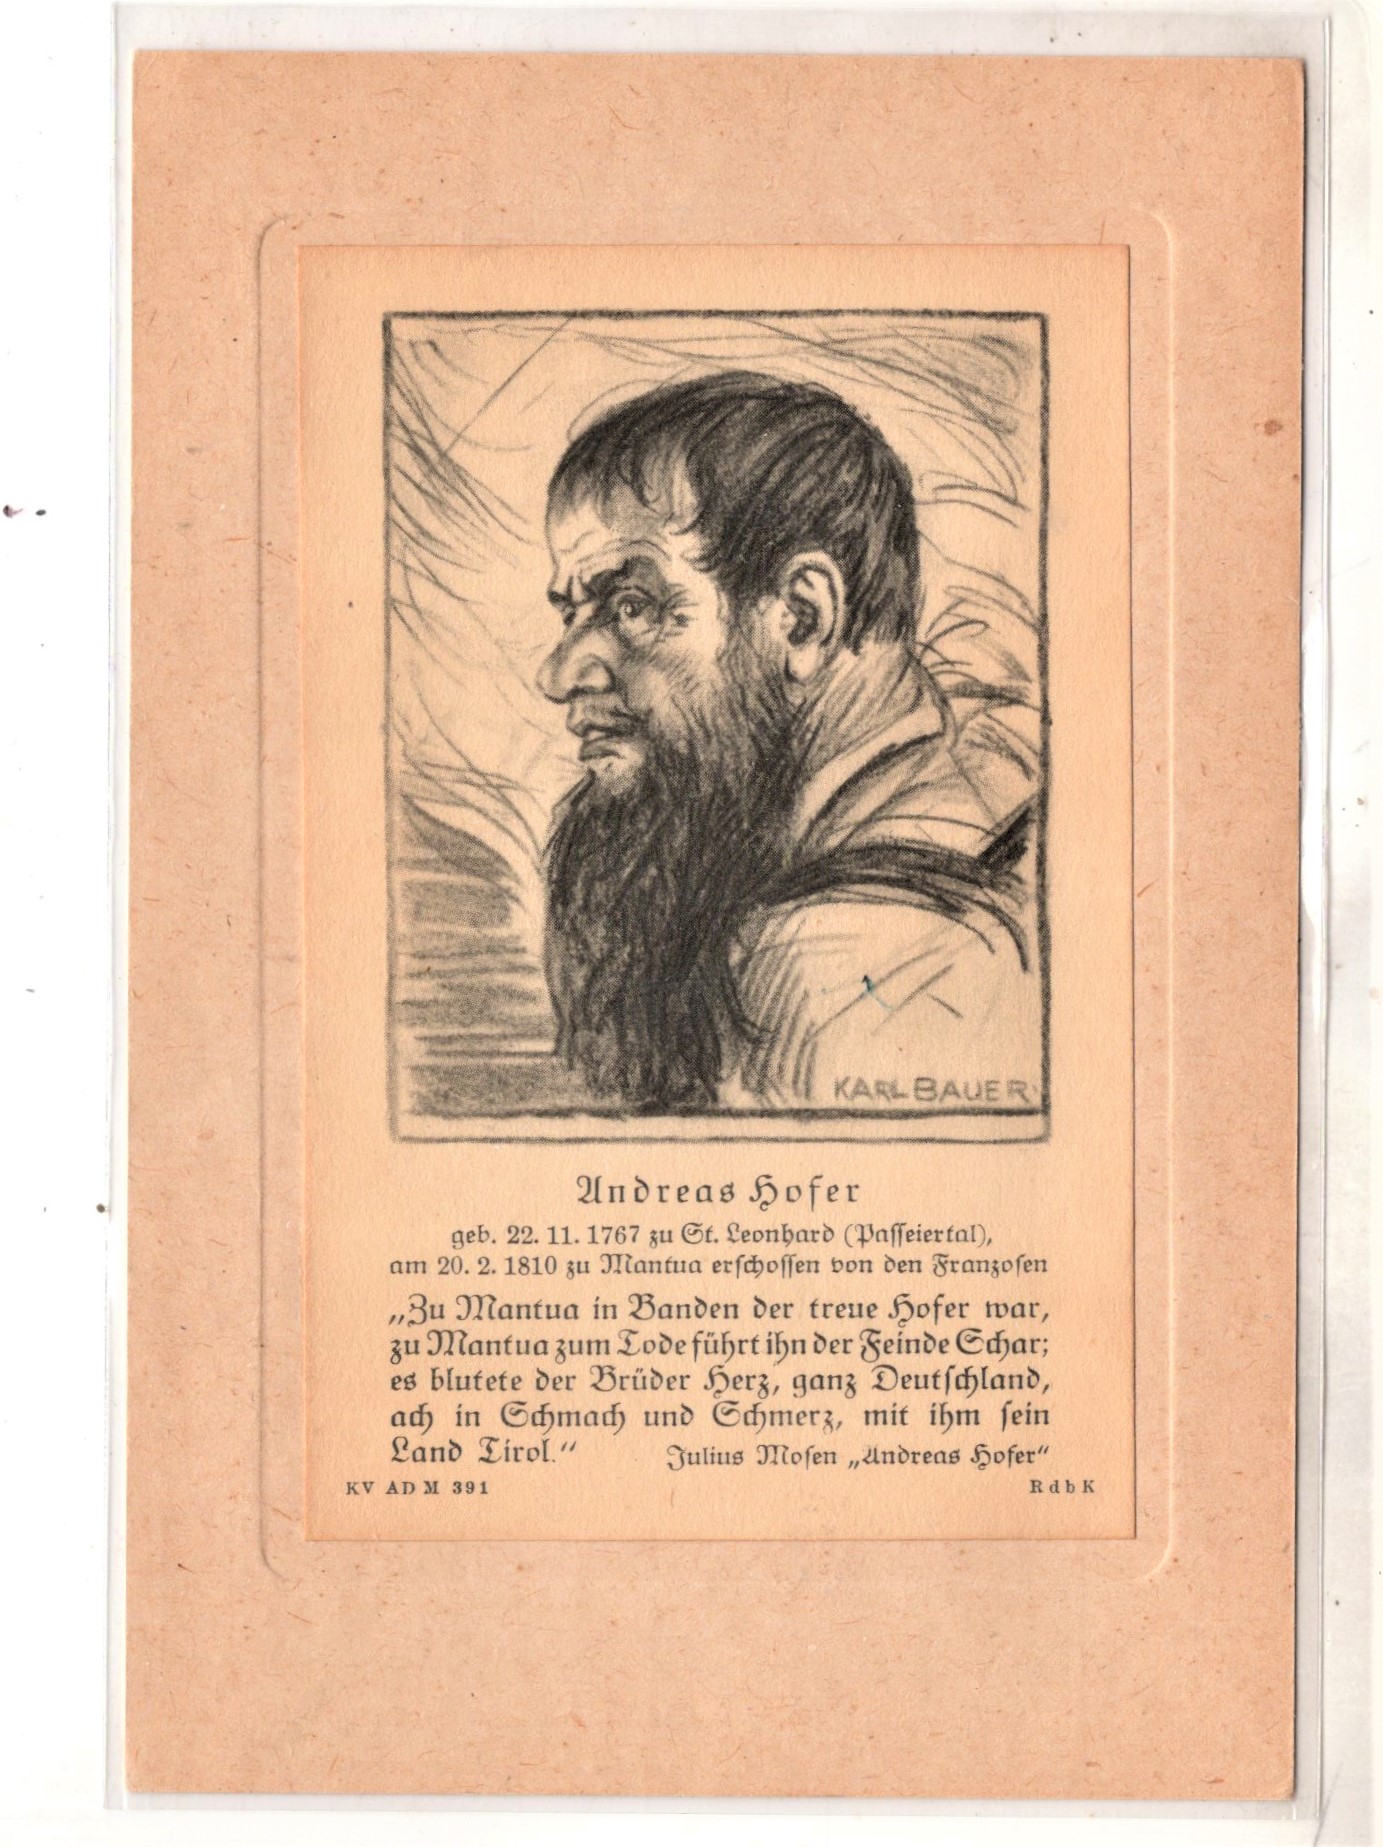 KARL BAUER
Andreas Hofer
geb. 22. 11. 1767 zu St. Leonhard (Passeiertal),
am 20. 2. 1810 zu Mantua erschossen von den Franzosen
„Zu Mantua in Banden der treue Hofer war,
zu Mantua zum Tode führt ihn der Feinde Schar;
es blutete der Brüder Herz, ganz Deutschland,
ach in Schmach und Schmerz, mit ihm sein
Land Tirol.“ Julius Mosen „Andreas Hofer“
KV AD M 391 RdbK